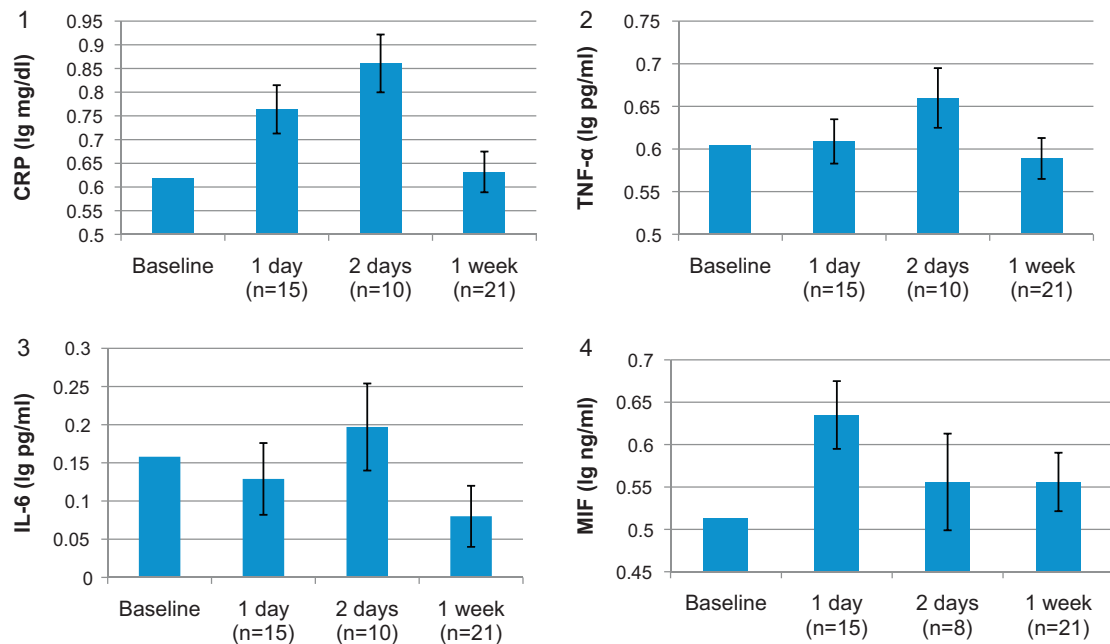 1
CRP (lg mg/dl)
0.95
0.9
0.85
0.8
0.75
0.7
0.65
0.6
0.55
0.5
Baseline
1 day
(n=15)
2 days
(n=10)
1 week
(n=21)
2
TNF-α (lg pg/ml)
0.75
0.7
0.65
0.6
0.55
0.5
Baseline
1 day
(n=15)
2 days
(n=10)
1 week
(n=21)
3
IL-6 (lg pg/ml)
0.3
0.25
0.2
0.15
0.1
0.05
0
Baseline
1 day
(n=15)
2 days
(n=10)
1 week
(n=21)
4
MIF (lg ng/ml)
0.7
0.65
0.6
0.55
0.5
0.45
Baseline
1 day
(n=15)
2 days
(n=8)
1 week
(n=21)